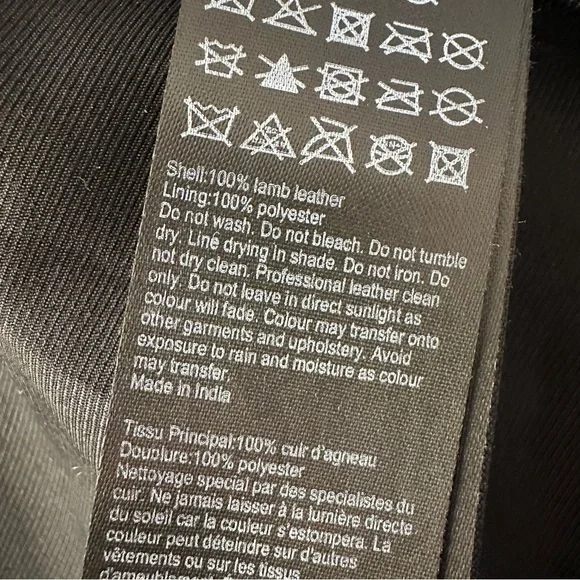 Shell:100% lamb leather
Lining:100% polyester
Do not wash. Do not bleach. Do not tumble
dry. Line drying in shade. Do not iron. Do
not dry clean. Professional leather clean
only. Do not leave in direct sunlight as
colour will fade. Colour may transfer onto
other garments and upholstery. Avoid
exposure to rain and moisture as colour
may transfer.
Made in India
Tissu Principal:100% cuir d'agneau
Doublure:100% polyester
Nettoyage special par des specialistes du
cuir. Ne jamais laisser à la lumière directe
du soleil car la couleur s'estompera. La
couleur peut déteindre sur d'autres
vêtements ou sur les tissus